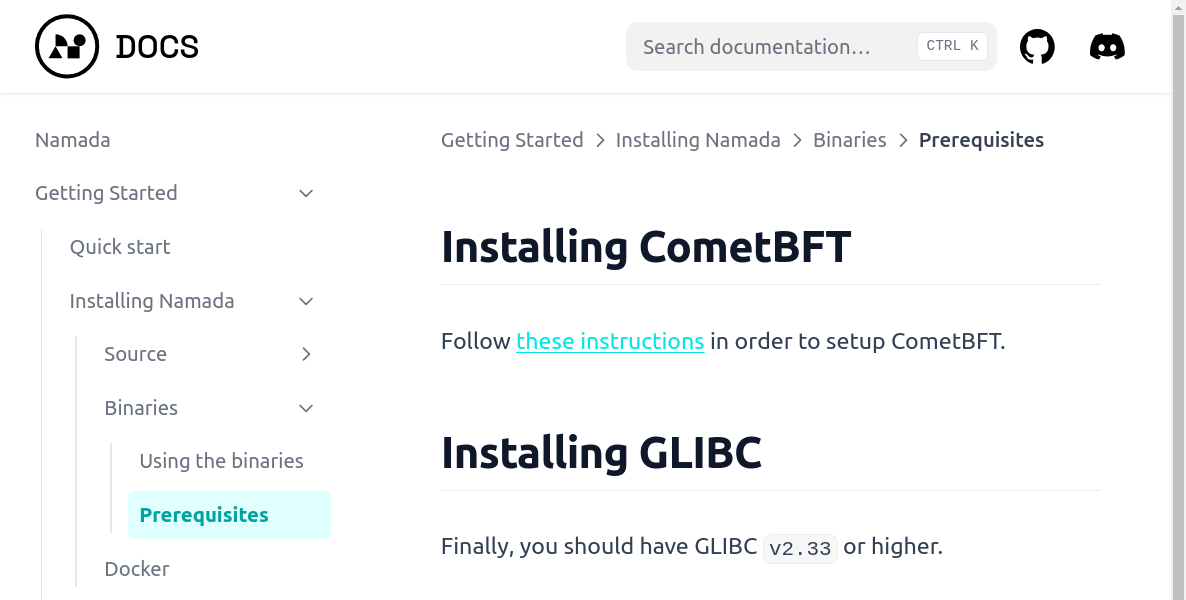 DOCS
Search documentation…
CTRL K
Namada
Getting Started
Quick start
Installing Namada
Source
Binaries
Using the binaries
Prerequisites
Docker
Getting Started > Installing Namada > Binaries > Prerequisites
Installing CometBFT
Follow these instructions in order to setup CometBFT.
Installing GLIBC
Finally, you should have GLIBC v2.33 or higher.